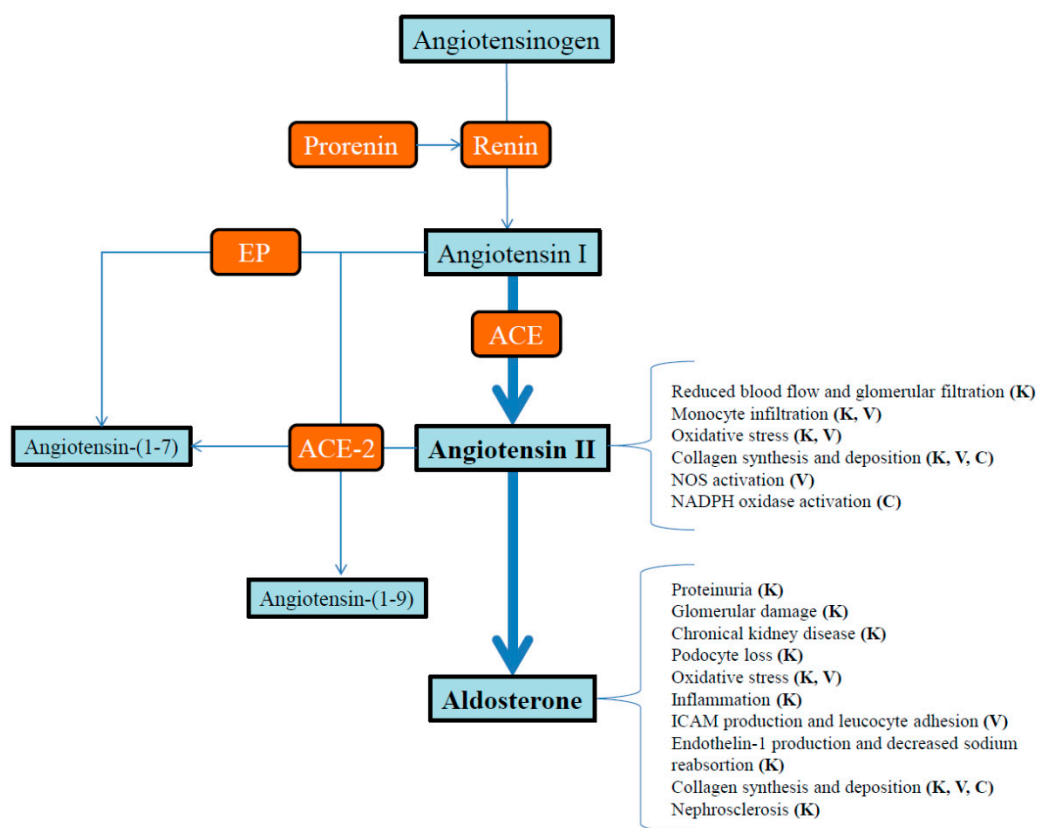 Angiotensinogen
Prorenin
Renin
EP
Angiotensin I
ACE
Reduced blood flow and glomerular filtration (K)
Monocyte infiltration (K, V)
Oxidative stress (K, V)
Collagen synthesis and deposition (K, V, C)
NOS activation (V)
NADPH oxidase activation (C)
Angiotensin-(1-7)
ACE-2
Angiotensin II
Angiotensin-(1-9)
Proteinuria (K)
Glomerular damage (K)
Chronical kidney disease (K)
Podocyte loss (K)
Oxidative stress (K, V)
Inflammation (K)
ICAM production and leucocyte adhesion (V)
Endothelin-1 production and decreased sodium
reabsortion (K)
Collagen synthesis and deposition (K, V, C)
Nephrosclerosis (K)
Aldosterone